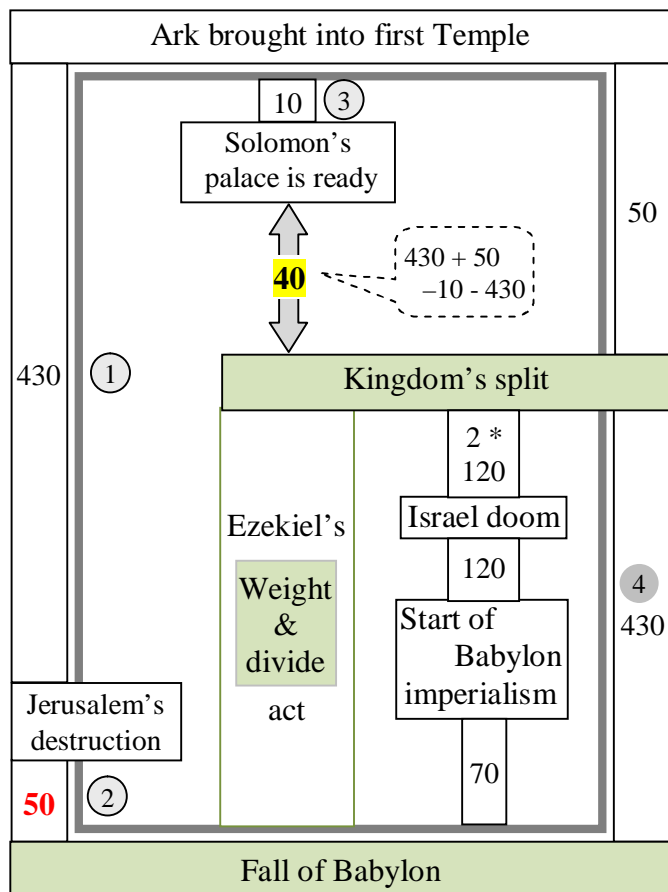 Ark brought into first Temple
10
3
Solomon's
palace is ready
50
40
430 + 50
–10 - 430
430
1
Kingdom's split
2 *
120
Ezekiel's
Israel doom
120
Weight
&
divide
act
4
430
Start of
Babylon
imperialism
Jerusalem's
destruction
70
50
2
Fall of Babylon